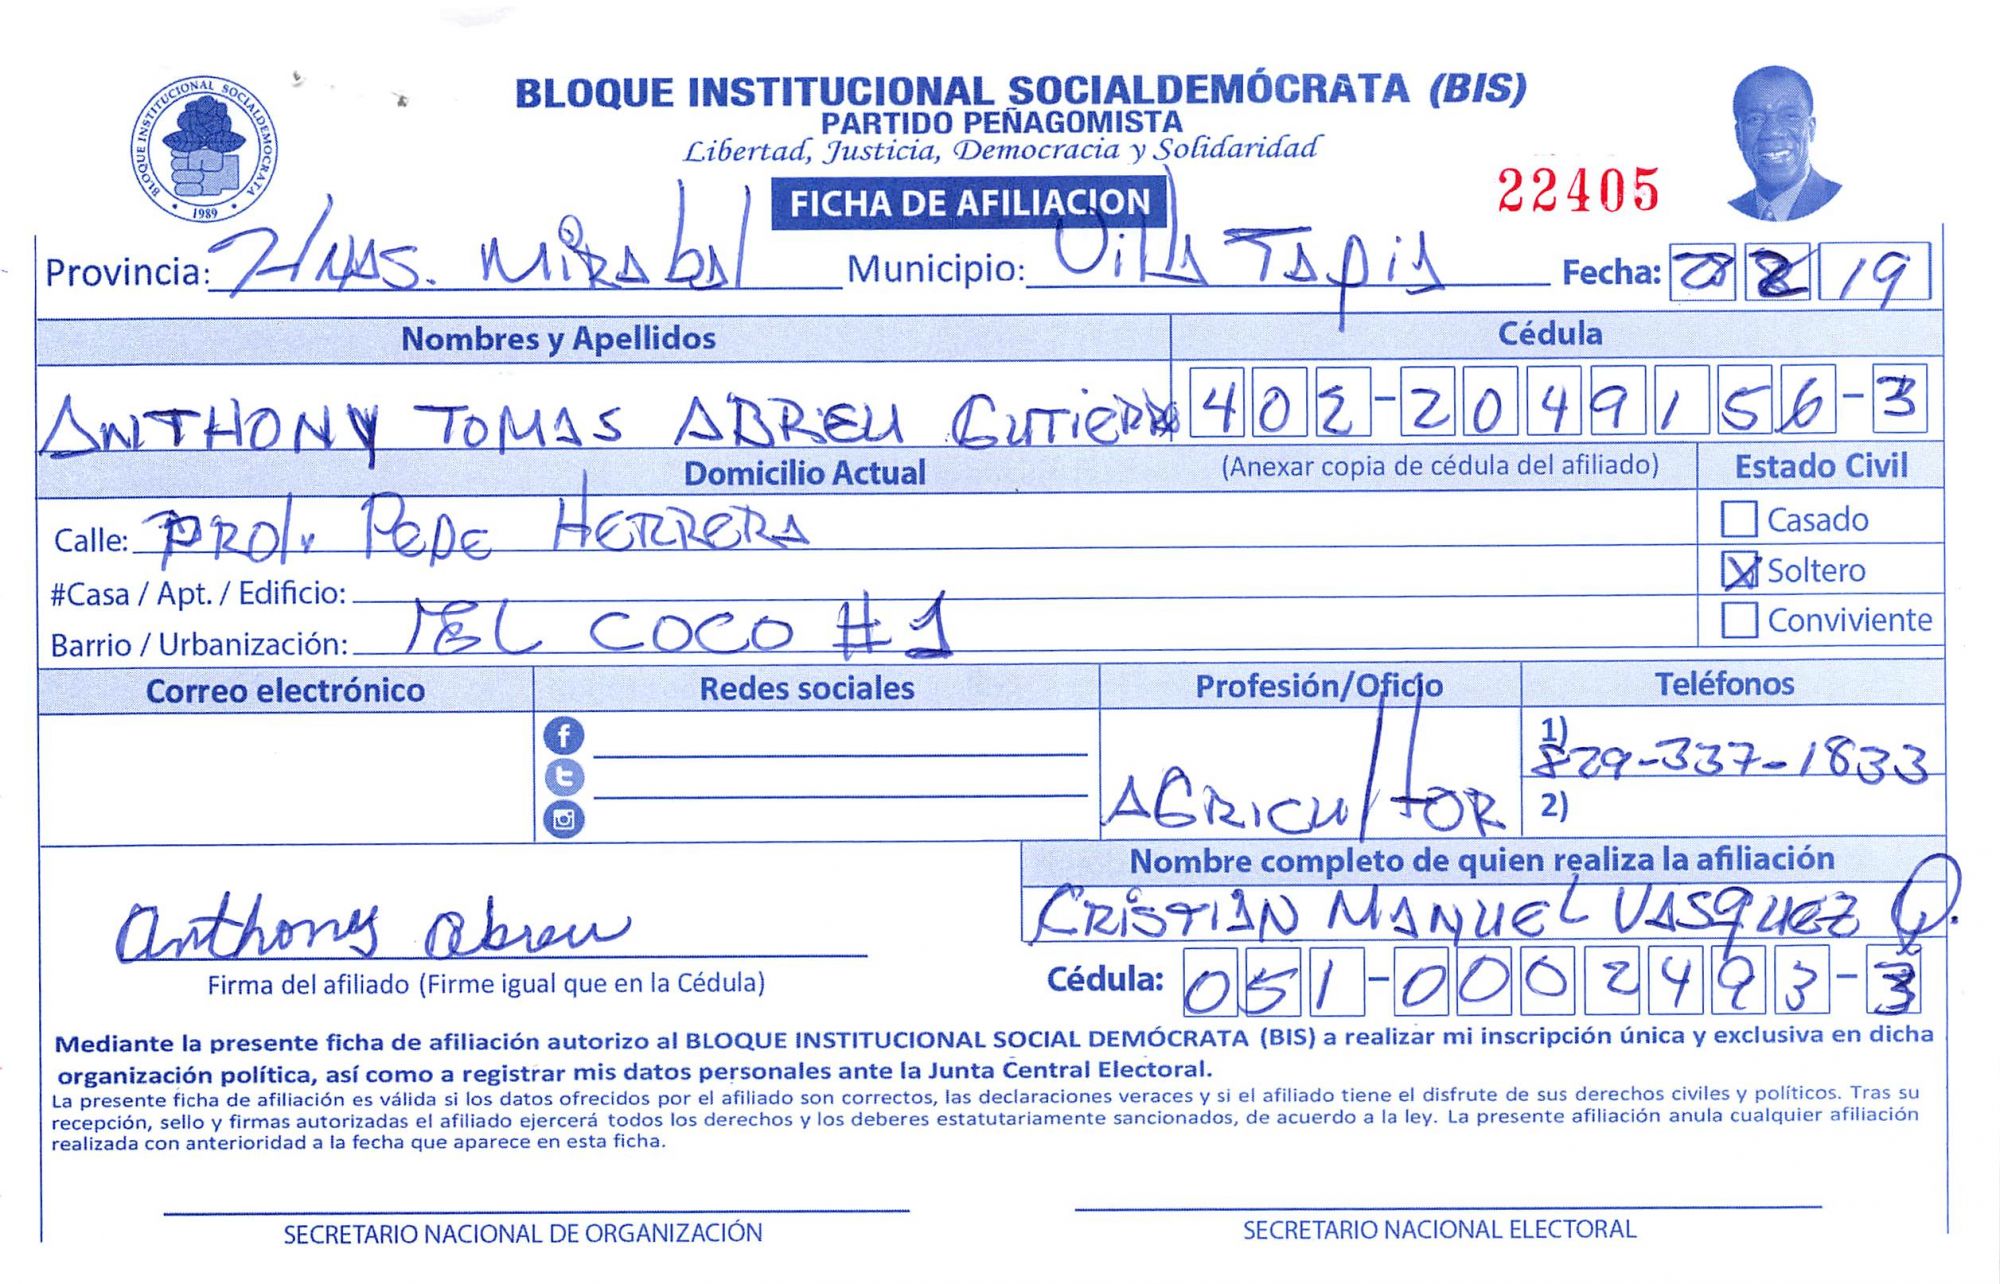 BLOQUE INSTITUCIONAL SOCIALDEMÓCRATA (BIS)
PARTIDO PEÑAGOMISTA
Libertad, Justicia, Democracia y Solidaridad
BLOQUE INSTITUCIONAL SOCIALDEMOCRATA
1989
FICHA DE AFILIACION
22405
Provincia: Hnas. Mirabal Municipio: Villa Tapia Fecha: 28 2 19
Nombres y Apellidos Cédula
ANTHONY TOMAS ABREU 402-2049156-3
Domicilio Actual (Anexar copia de cédula del afiliado) Estado Civil
Calle: Prol. PEPE HERRERA
Casado
#Casa / Apt. / Edificio:
Soltero
Barrio / Urbanización: EL COCO #1
Conviviente
Correo electrónico Redes sociales Profesión/Oficio Teléfonos
1) 829-337-1833
AGRICULTOR
2)
Nombre completo de quien realiza la afiliación
CRISTIAN MANUEL VASQUEZ
Anthony Abreu
Firma del afiliado (Firme igual que en la Cédula)
Cédula: 051-0002493-3
Mediante la presente ficha de afiliación autorizo al BLOQUE INSTITUCIONAL SOCIAL DEMÓCRATA (BIS) a realizar mi inscripción única y exclusiva en dicha
organización política, así como a registrar mis datos personales ante la Junta Central Electoral.
La presente ficha de afiliación es válida si los datos ofrecidos por el afiliado son correctos, las declaraciones veraces y si el afiliado tiene el disfrute de sus derechos civiles y políticos. Tras su
recepción, sello y firmas autorizadas el afiliado ejercerá todos los derechos y los deberes estatutariamente sancionados, de acuerdo a la ley. La presente afiliación anula cualquier afiliación
realizada con anterioridad a la fecha que aparece en esta ficha.
SECRETARIO NACIONAL DE ORGANIZACIÓN
SECRETARIO NACIONAL ELECTORAL